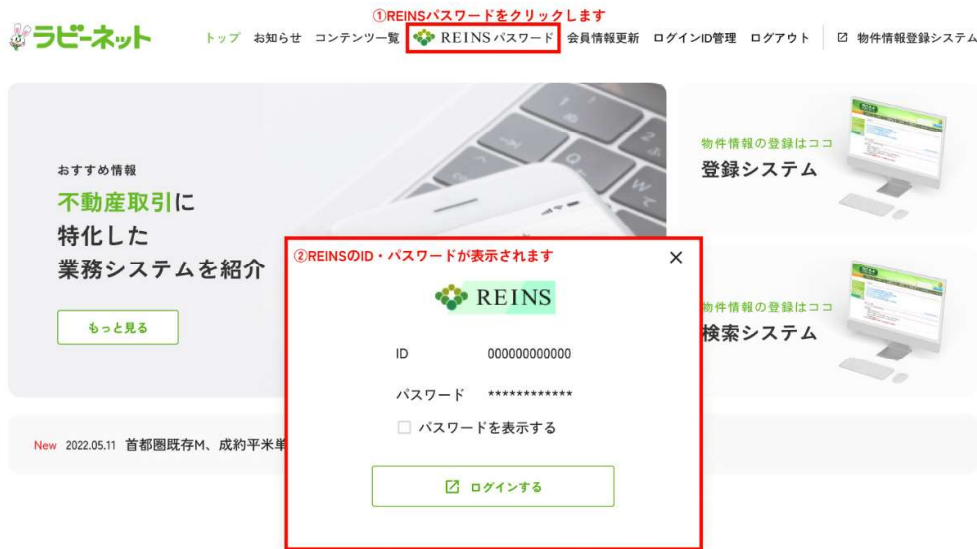 ①REINSパスワードをクリックします
ラビーネット
トップ お知らせ コンテンツ一覧 REINSパスワード 会員情報更新 ログインID管理 ログアウト 物件情報登録システム
おすすめ情報
不動産取引に
特化した
業務システムを紹介
もっと見る
物件情報の登録はココ
登録システム
物件情報の登録はココ
検索システム
②REINSのID・パスワードが表示されます
REINS
ID 000000000000
パスワード ************
パスワードを表示する
ログインする
New 2022.05.11 首都圏既存M、成約平米単